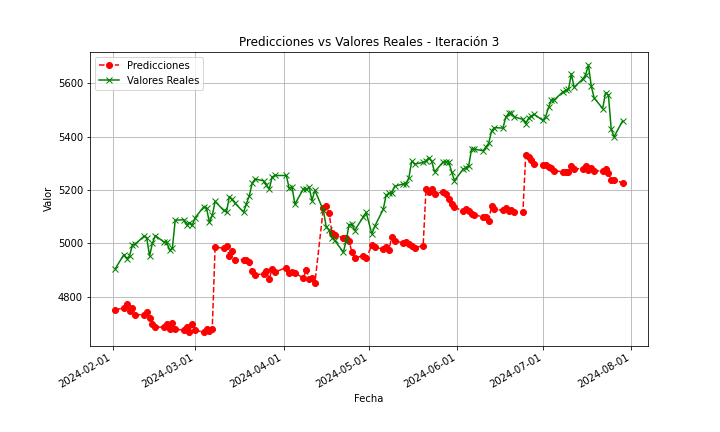 Predicciones vs Valores Reales - Iteración 3
Predicciones
Valores Reales
Valor
5600
5400
5200
5000
4800
2024-02-01
2024-03-01
2024-04-01
2024-05-01
2024-06-01
2024-07-01
2024-08-01
Fecha